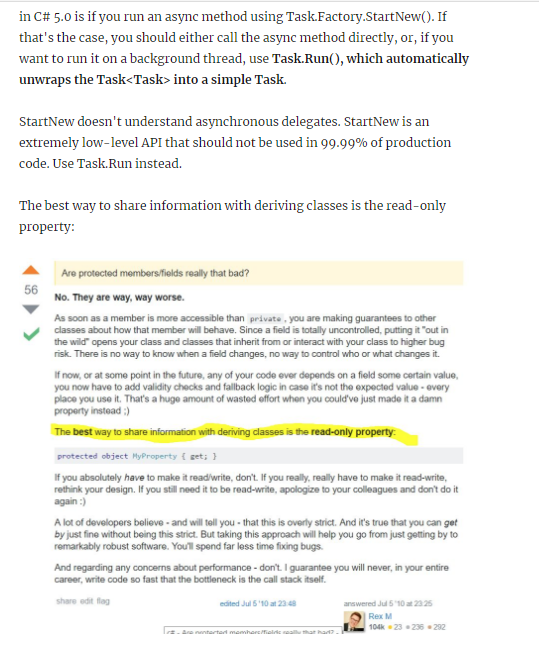 in C# 5.0 is if you run an async method using Task.Factory.StartNew(). If
that's the case, you should either call the async method directly, or, if you
want to run it on a background thread, use Task.Run(), which automatically
unwraps the Task<Task> into a simple Task.
StartNew doesn't understand asynchronous delegates. StartNew is an
extremely low-level API that should not be used in 99.99% of production
code. Use Task.Run instead.
The best way to share information with deriving classes is the read-only
property:
Are protected members/fields really that bad?
56
No. They are way, way worse.
As soon as a member is more accessible than private, you are making guarantees to other
classes about how that member will behave. Since a field is totally uncontrolled, putting it "out in
the wild" opens your class and classes that inherit from or interact with your class to higher bug
risk. There is no way to know when a field changes, no way to control who or what changes it.
If now, or at some point in the future, any of your code ever depends on a field some certain value,
you now have to add validity checks and fallback logic in case it's not the expected value - every
place you use it. That's a huge amount of wasted effort when you could've just made it a damn
property instead ;)
The best way to share information with deriving classes is the read-only property:
protected object MyProperty { get; }
If you absolutely have to make it read/write, don't. If you really, really have to make it read-write,
rethink your design. If you still need it to be read-write, apologize to your colleagues and don't do it
again :)
A lot of developers believe - and will tell you - that this is overly strict. And it's true that you can get
by just fine without being this strict. But taking this approach will help you go from just getting by to
remarkably robust software. You'll spend far less time fixing bugs.
And regarding any concerns about performance - don't. I guarantee you will never, in your entire
career, write code so fast that the bottleneck is the call stack itself.
share edit flag
edited Jul 5 '10 at 23:48
answered Jul 5 '10 at 23:25
Rex M
104k 23 236 292
c# - Are protected members/fields really that bad? -